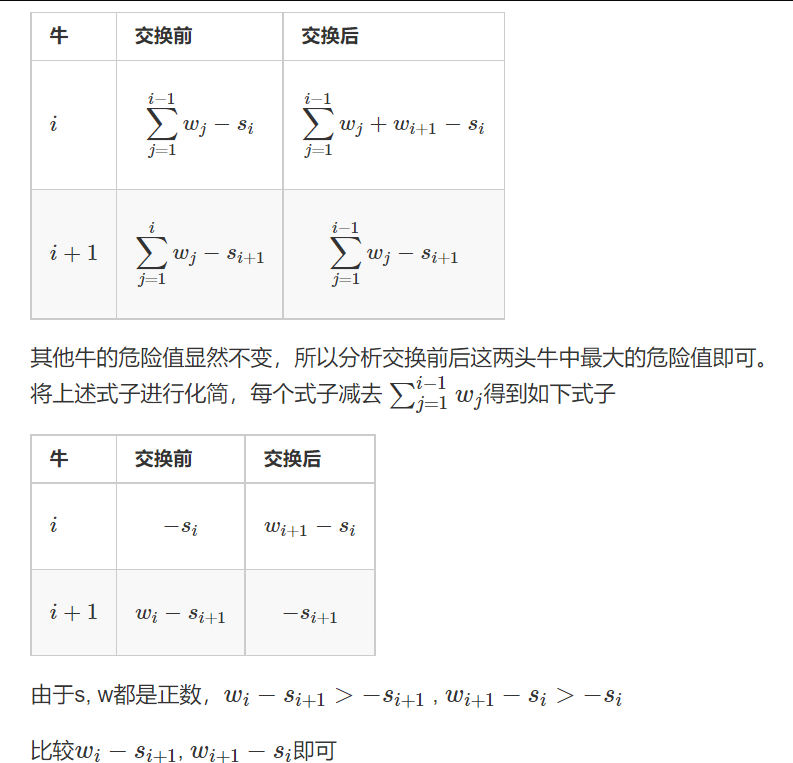 牛 交换前 交换后
i $\sum_{j=1}^{i-1} w_j - s_i$ $\sum_{j=1}^{i-1} w_j + w_{i+1} - s_i$
i + 1 $\sum_{j=1}^{i} w_j - s_{i+1}$ $\sum_{j=1}^{i-1} w_j - s_{i+1}$
其他牛的危险值显然不变，所以分析交换前后这两头牛中最大的危险值即可。
将上述式子进行化简，每个式子减去 $\sum_{j=1}^{i-1} w_j$得到如下式子
牛 交换前 交换后
i $-s_i$ $w_{i+1} - s_i$
i + 1 $w_i - s_{i+1}$ $-s_{i+1}$
由于s, w都是正数，$w_i - s_{i+1} > -s_{i+1}$ , $w_{i+1} - s_i > -s_i$
比较$w_i - s_{i+1}$, $w_{i+1} - s_i$即可